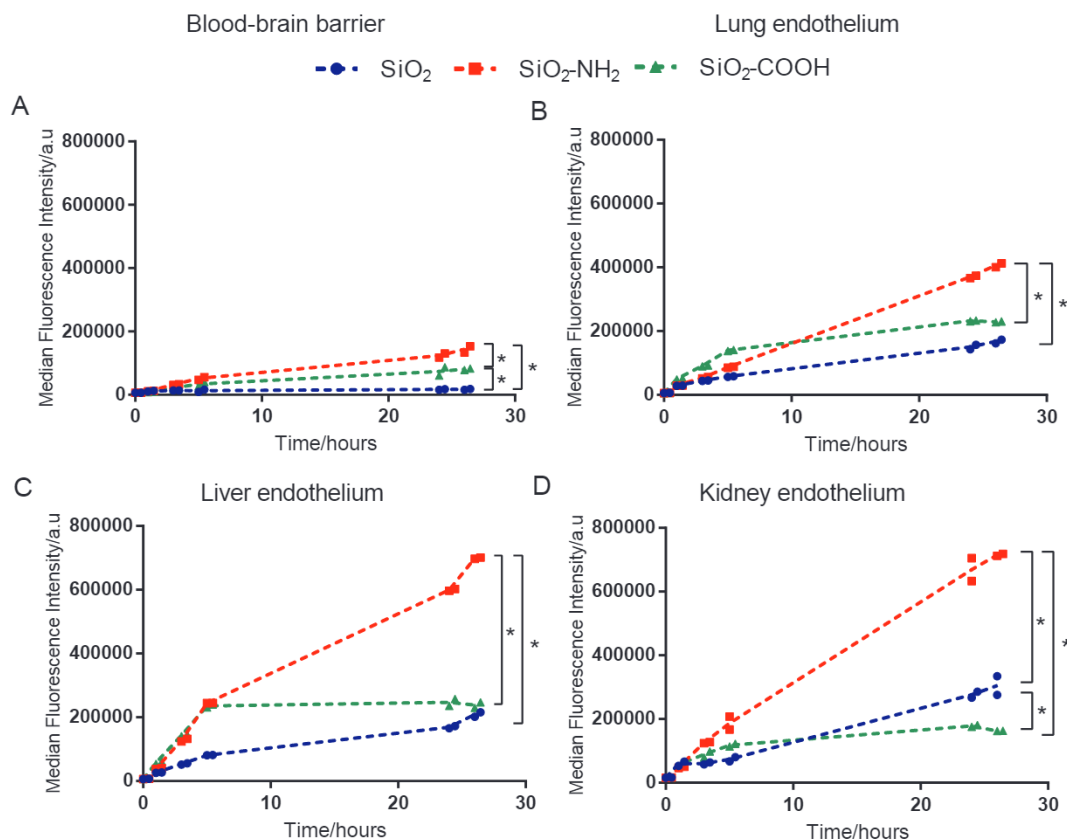 Blood-brain barrier
Lung endothelium
SiO₂ SiO₂-NH₂ SiO₂-COOH
A
Median Fluorescence Intensity/a.u
800000
600000
400000
200000
0
0 10 20 30
Time/hours
*
*
*
B
Median Fluorescence Intensity/a.u
800000
600000
400000
200000
0
0 10 20 30
Time/hours
*
*
C
Liver endothelium
Median Fluorescence Intensity/a.u
800000
600000
400000
200000
0
0 10 20 30
Time/hours
*
*
D
Kidney endothelium
Median Fluorescence Intensity/a.u
800000
600000
400000
200000
0
0 10 20 30
Time/hours
*
*
*